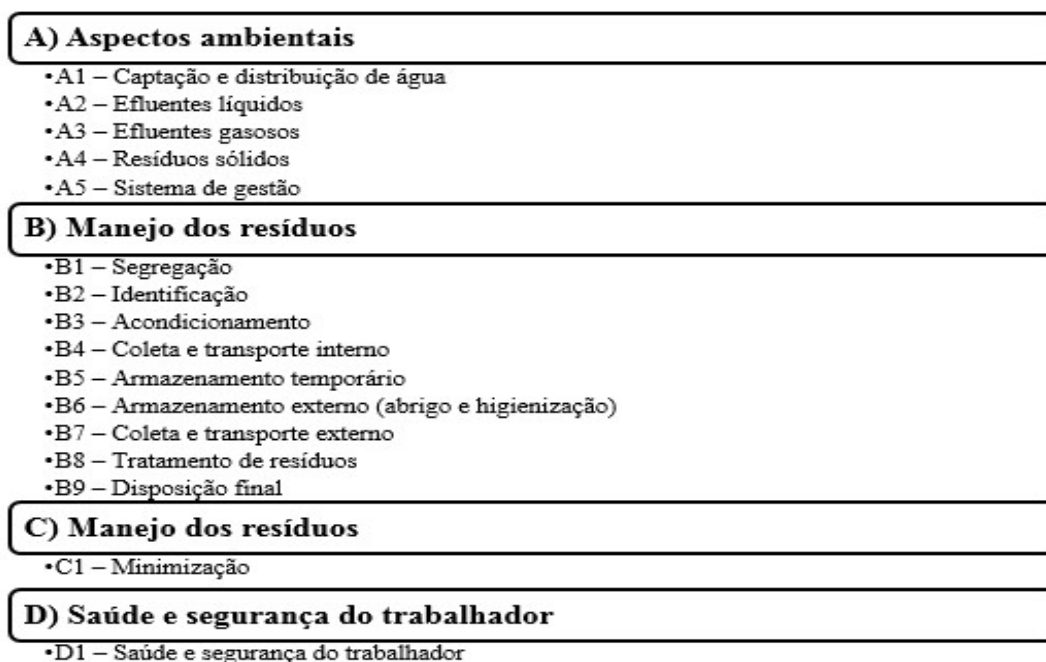 A) Aspectos ambientais
•A1 – Captação e distribuição de água
•A2 – Efluentes líquidos
•A3 – Efluentes gasosos
•A4 – Resíduos sólidos
•A5 – Sistema de gestão
B) Manejo dos resíduos
•B1 – Segregação
•B2 – Identificação
•B3 – Acondicionamento
•B4 – Coleta e transporte interno
•B5 – Armazenamento temporário
•B6 – Armazenamento externo (abrigo e higienização)
•B7 – Coleta e transporte externo
•B8 – Tratamento de resíduos
•B9 – Disposição final
C) Manejo dos resíduos
•C1 – Minimização
D) Saúde e segurança do trabalhador
•D1 – Saúde e segurança do trabalhador